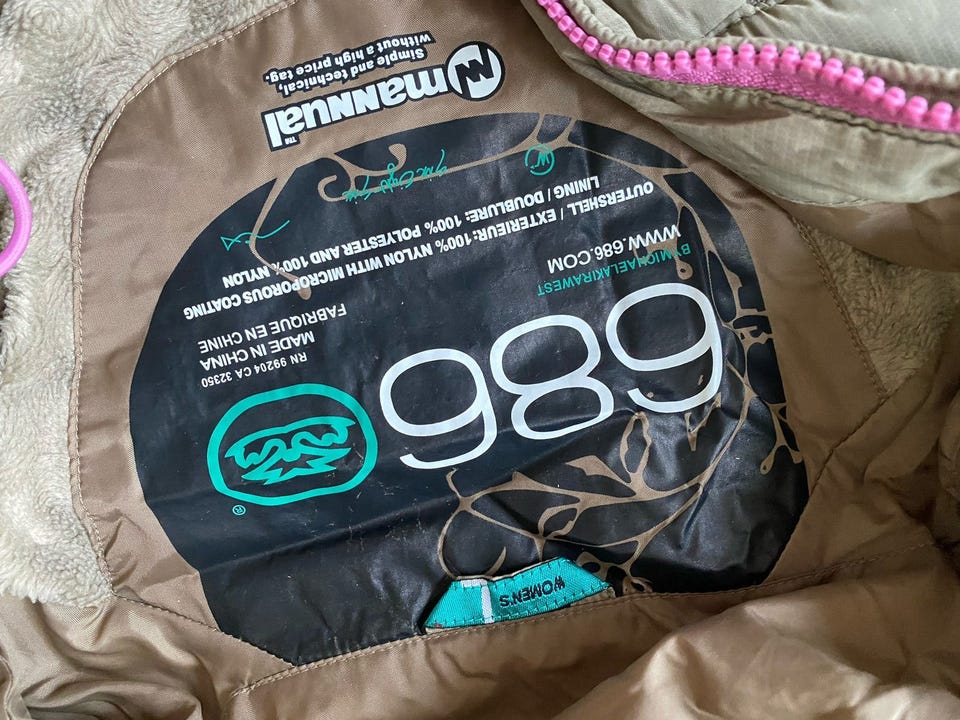 WOMEN'S
686
®
BYMICHAELAKIRAWEST
WWW.686.COM
RN 99204 CA 32350
MADE IN CHINA
FABRIQUE EN CHINE
OUTERSHELL / EXTERIEUR: 100% NYLON WITH MICROPOROUS COATING
LINING / DOUBLURE: 100% POLYESTER AND 100% NYLON
maNNual™
Simple and technical,
without a high price tag.